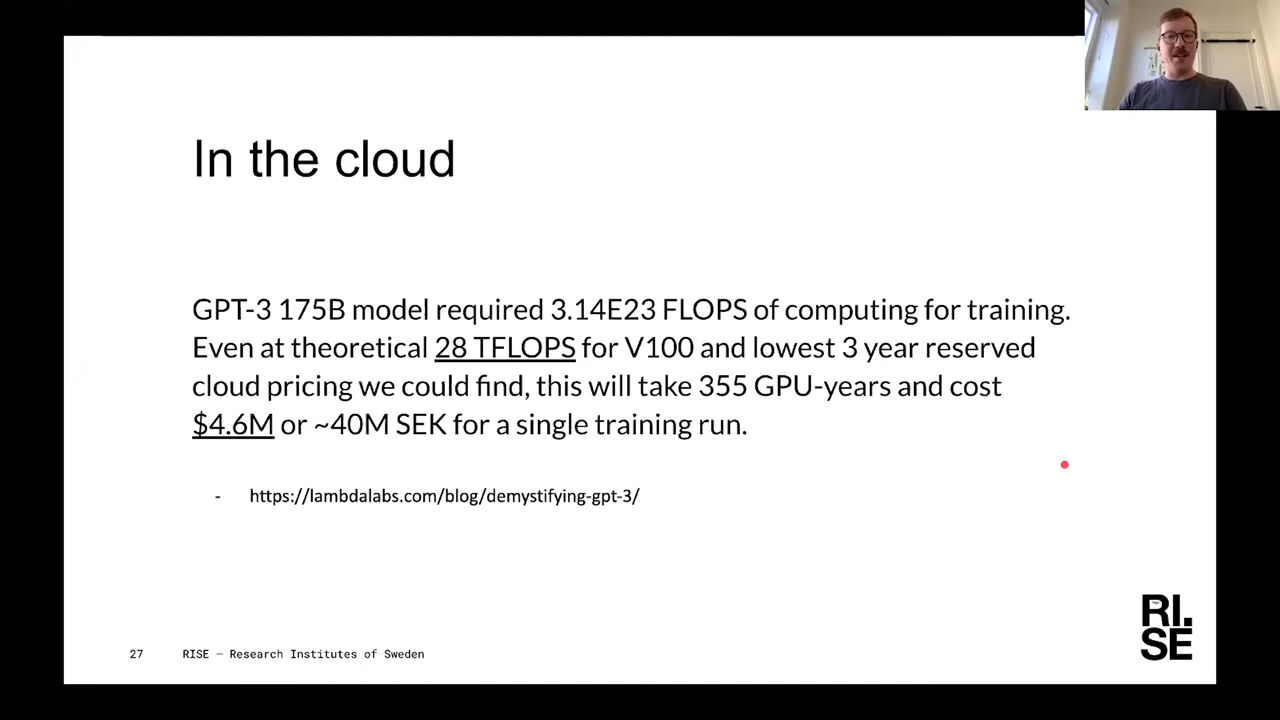 In the cloud
GPT-3 175B model required 3.14E23 FLOPS of computing for training.
Even at theoretical 28 TFLOPS for V100 and lowest 3 year reserved
cloud pricing we could find, this will take 355 GPU-years and cost
$4.6M or ~40M SEK for a single training run.
- https://lambdalabs.com/blog/demystifying-gpt-3/
27 RISE — Research Institutes of Sweden
RI.
SE